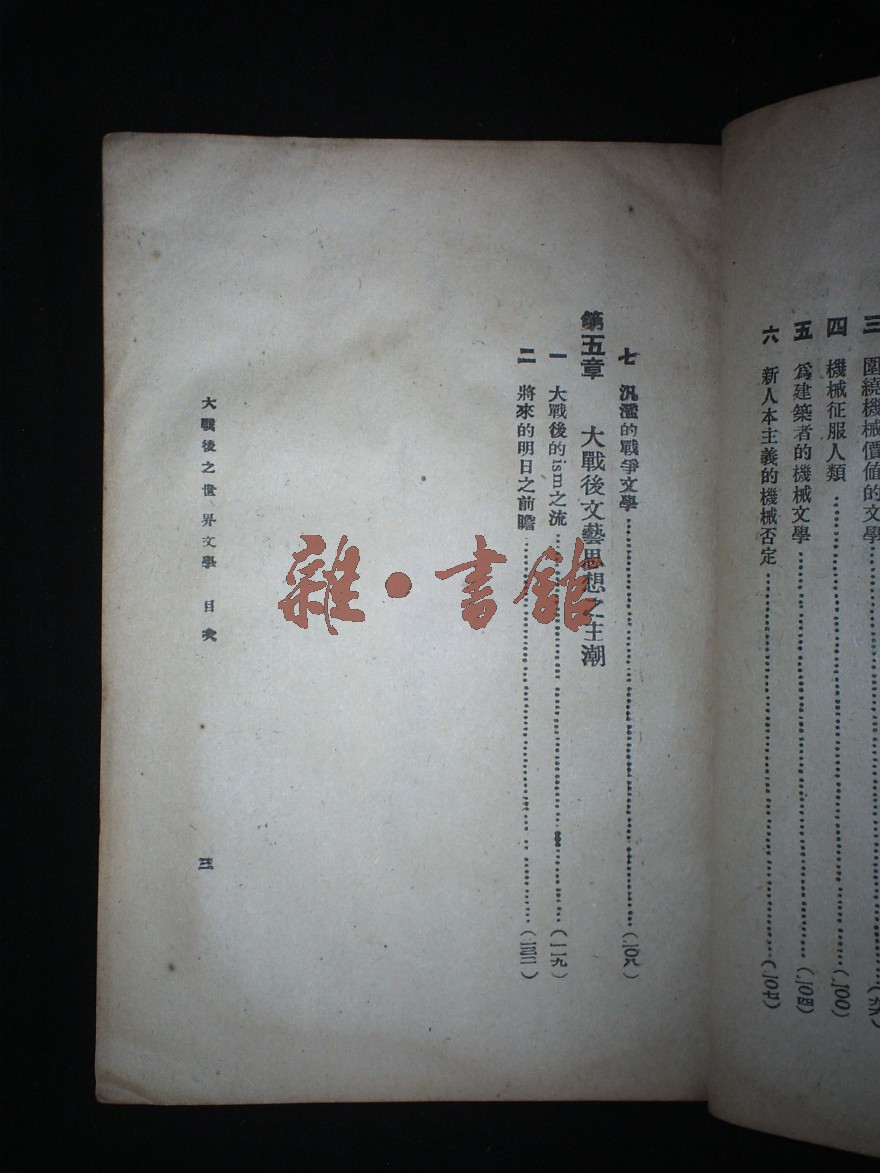 三　圍繞機械價值的文學
四　機械征服人類……(一〇〇)
五　爲建築者的機械文學……(一〇四)
六　新人本主義的機械否定……(一〇七)
七　汎濫的戰爭文學……(一〇八)
第五章　大戰後文藝思想之主潮
一　大戰後的ism之流……(一一九)
二　將來的明日之前瞻
大戰後之世界文學　目次
三
雜·書館